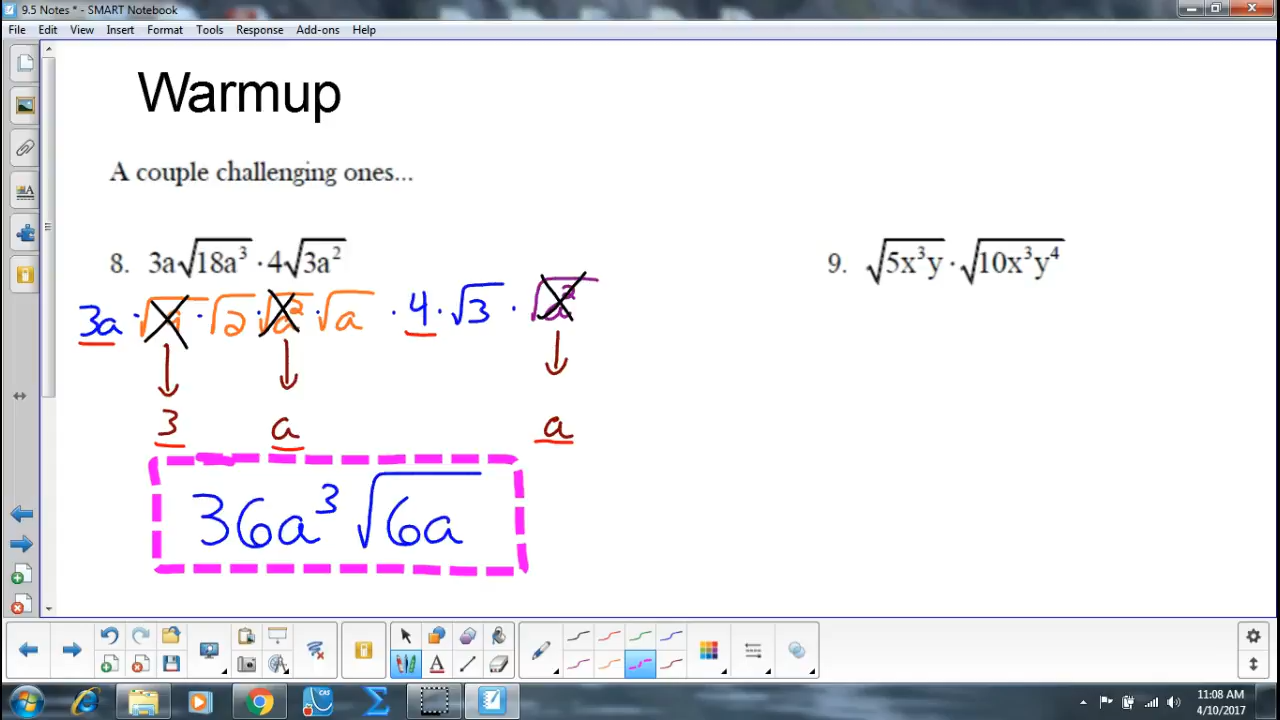 9.5 Notes * - SMART Notebook
File Edit View Insert Format Tools Response Add-ons Help
Warmup
A couple challenging ones...
8. 3a√18a³ · 4√3a²
9. √5x³y · √10x³y⁴
3a · √ · √2 · √a² · √a · 4 · √3 · √a²
3 a a
36a³ √6a
11:08 AM
4/10/2017